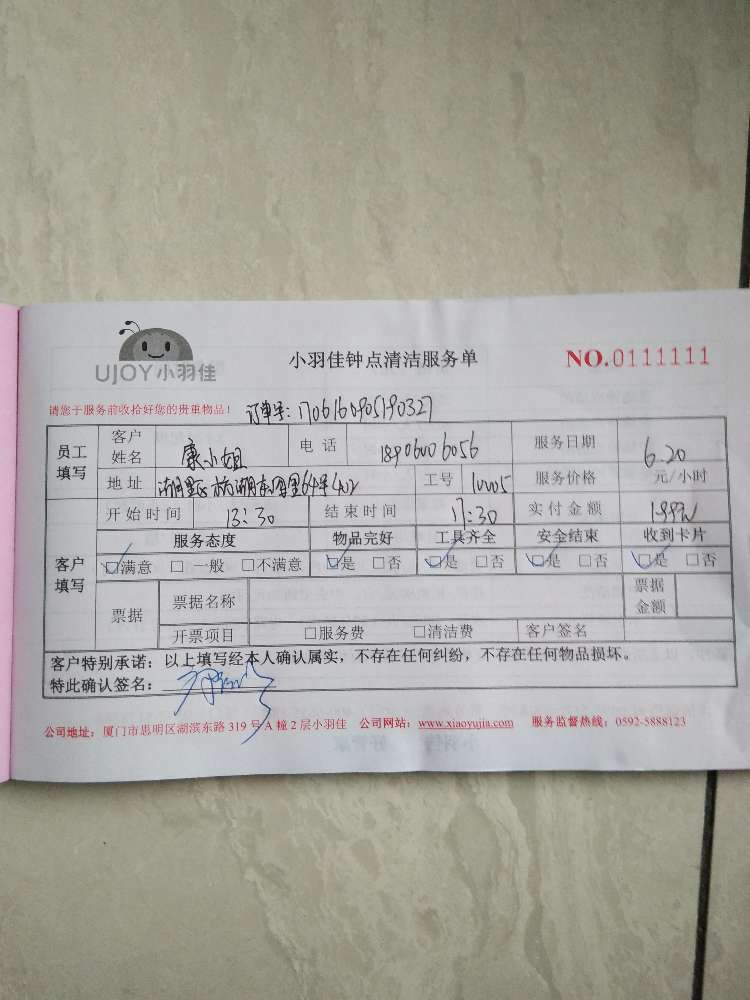 UJOY小羽佳
小羽佳钟点清洁服务单
NO.0111111
请您于服务前收拾好您的贵重物品！
订单号：1706160905190327
员工填写 客户姓名 康小姐 电话 18906006056 服务日期 6.20
地址 湖里区 号 402 工号 10005 服务价格 元/小时
开始时间 13:30 结束时间 17:30 实付金额 199
客户填写 服务态度 物品完好 工具齐全 安全结束 收到卡片
☑满意 □一般 □不满意 ☑是 □否 ☑是 □否 ☑是 □否 ☑是 □否
票据 票据名称 票据金额
开票项目 □服务费 □清洁费 客户签名
客户特别承诺：以上填写经本人确认属实，不存在任何纠纷，不存在任何物品损坏。
特此确认签名：
公司地址：厦门市思明区湖滨东路 319 号 A 幢 2 层小羽佳 公司网站：www.xiaoyujia.com 服务监督热线：0592-5888123